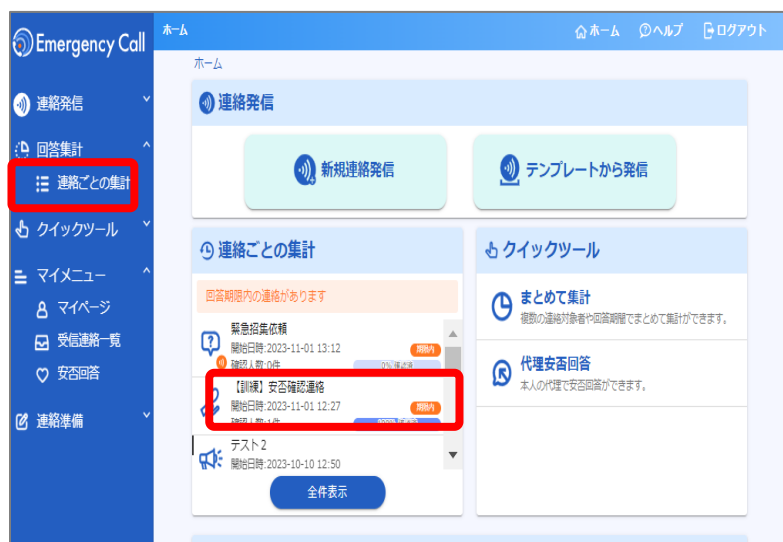 Emergency Call
ホーム
ホーム
ヘルプ
ログアウト
ホーム
連絡発信
回答集計
連絡ごとの集計
クイックツール
マイメニュー
マイページ
受信連絡一覧
安否回答
連絡準備
連絡発信
新規連絡発信
テンプレートから発信
連絡ごとの集計
回答期限内の連絡があります
緊急招集依頼
開始日時:2023-11-01 13:12
期限内
確認人数:0件
0% 確認済
【訓練】安否確認連絡
開始日時:2023-11-01 12:27
期限内
確認人数:1件
テスト2
開始日時:2023-10-10 12:50
全件表示
クイックツール
まとめて集計
複数の連絡対象者や回答期間でまとめて集計ができます。
代理安否回答
本人の代理で安否回答ができます。